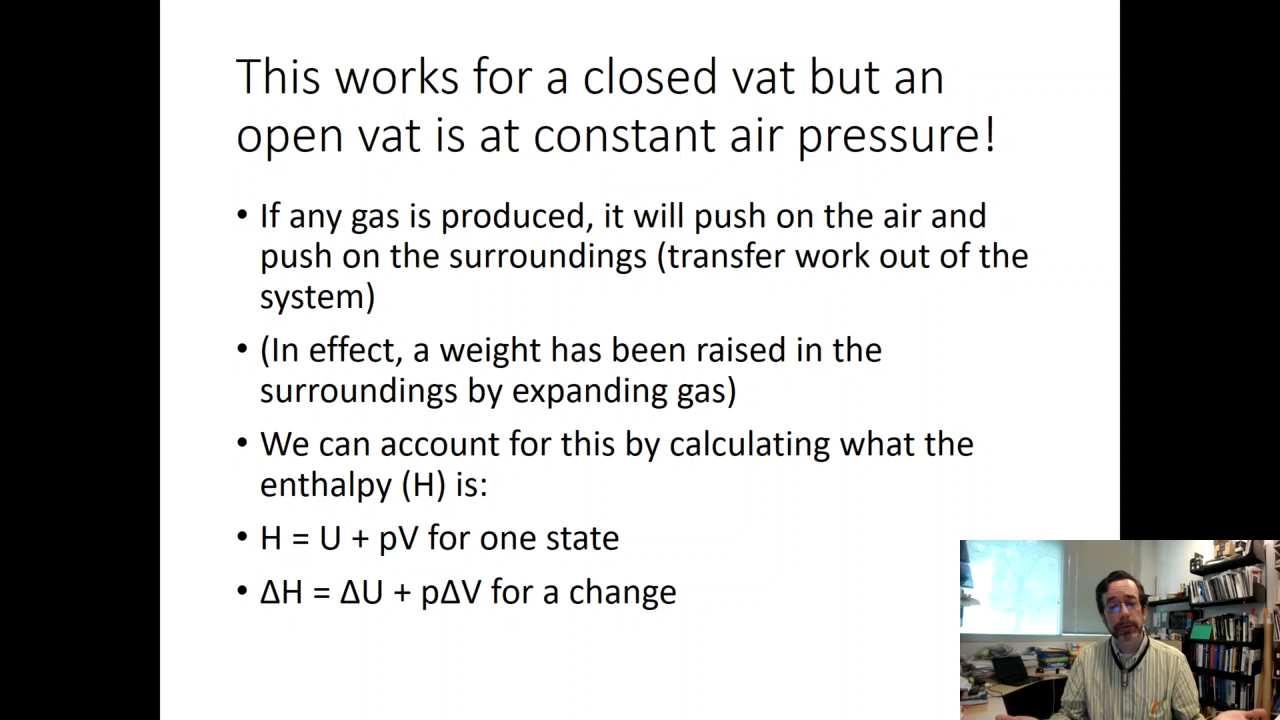 This works for a closed vat but an
open vat is at constant air pressure!
• If any gas is produced, it will push on the air and
push on the surroundings (transfer work out of the
system)
• (In effect, a weight has been raised in the
surroundings by expanding gas)
• We can account for this by calculating what the
enthalpy (H) is:
• H = U + pV for one state
• ΔH = ΔU + pΔV for a change